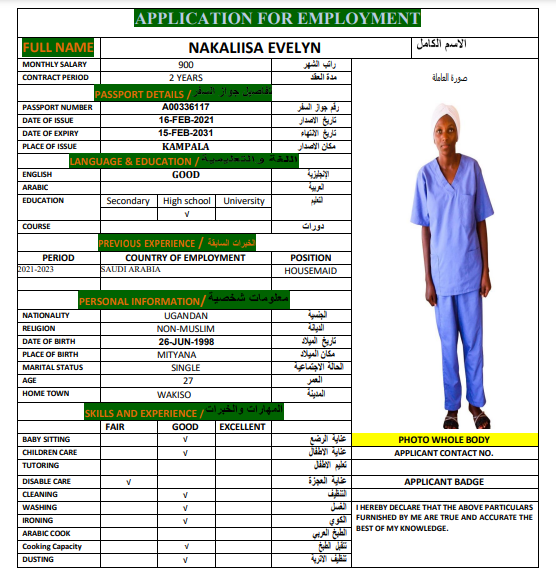 APPLICATION FOR EMPLOYMENT
FULL NAME NAKALIISA EVELYN الاسم الكامل
MONTHLY SALARY 900 راتب الشهر
CONTRACT PERIOD 2 YEARS مدة العقد
صورة العاملة
PASSPORT DETAILS / تفاصيل جواز السفر
PASSPORT NUMBER A00336117 رقم جواز السفر
DATE OF ISSUE 16-FEB-2021 تاريخ الاصدار
DATE OF EXPIRY 15-FEB-2031 تاريخ الانتهاء
PLACE OF ISSUE KAMPALA مكان الاصدار
LANGUAGE & EDUCATION / اللغة و التعليمية
ENGLISH GOOD الإنجليزية
ARABIC العربية
EDUCATION Secondary High school University التعليم
√
COURSE دورات
PREVIOUS EXPERIENCE / الخبرات السابقة
PERIOD COUNTRY OF EMPLOYMENT POSITION
2021-2023 SAUDI ARABIA HOUSEMAID
PERSONAL INFORMATION/ معلومات شخصية
NATIONALITY UGANDAN الجنسية
RELIGION NON-MUSLIM الديانة
DATE OF BIRTH 26-JUN-1998 تاريخ الميلاد
PLACE OF BIRTH MITYANA مكان الميلاد
MARITAL STATUS SINGLE الحالة الاجتماعية
AGE 27 العمر
HOME TOWN WAKISO المدينة
SKILLS AND EXPERIENCE / المهارات والخبرات
FAIR GOOD EXCELLENT
BABY SITTING √ عناية الرضع
PHOTO WHOLE BODY
CHILDREN CARE √ عناية الاطفال
APPLICANT CONTACT NO.
TUTORING تعليم الاطفال
DISABLE CARE √ عناية العجزة
APPLICANT BADGE
CLEANING √ التنظيف
WASHING √ الغسل
IRONING √ الكوي
ARABIC COOK الطبخ العربي
Cooking Capacity √ الطبخ
DUSTING √ تنظيف الاتربة
I HEREBY DECLARE THAT THE ABOVE PARTICULARS
FURNISHED BY ME ARE TRUE AND ACCURATE THE
BEST OF MY KNOWLEDGE.